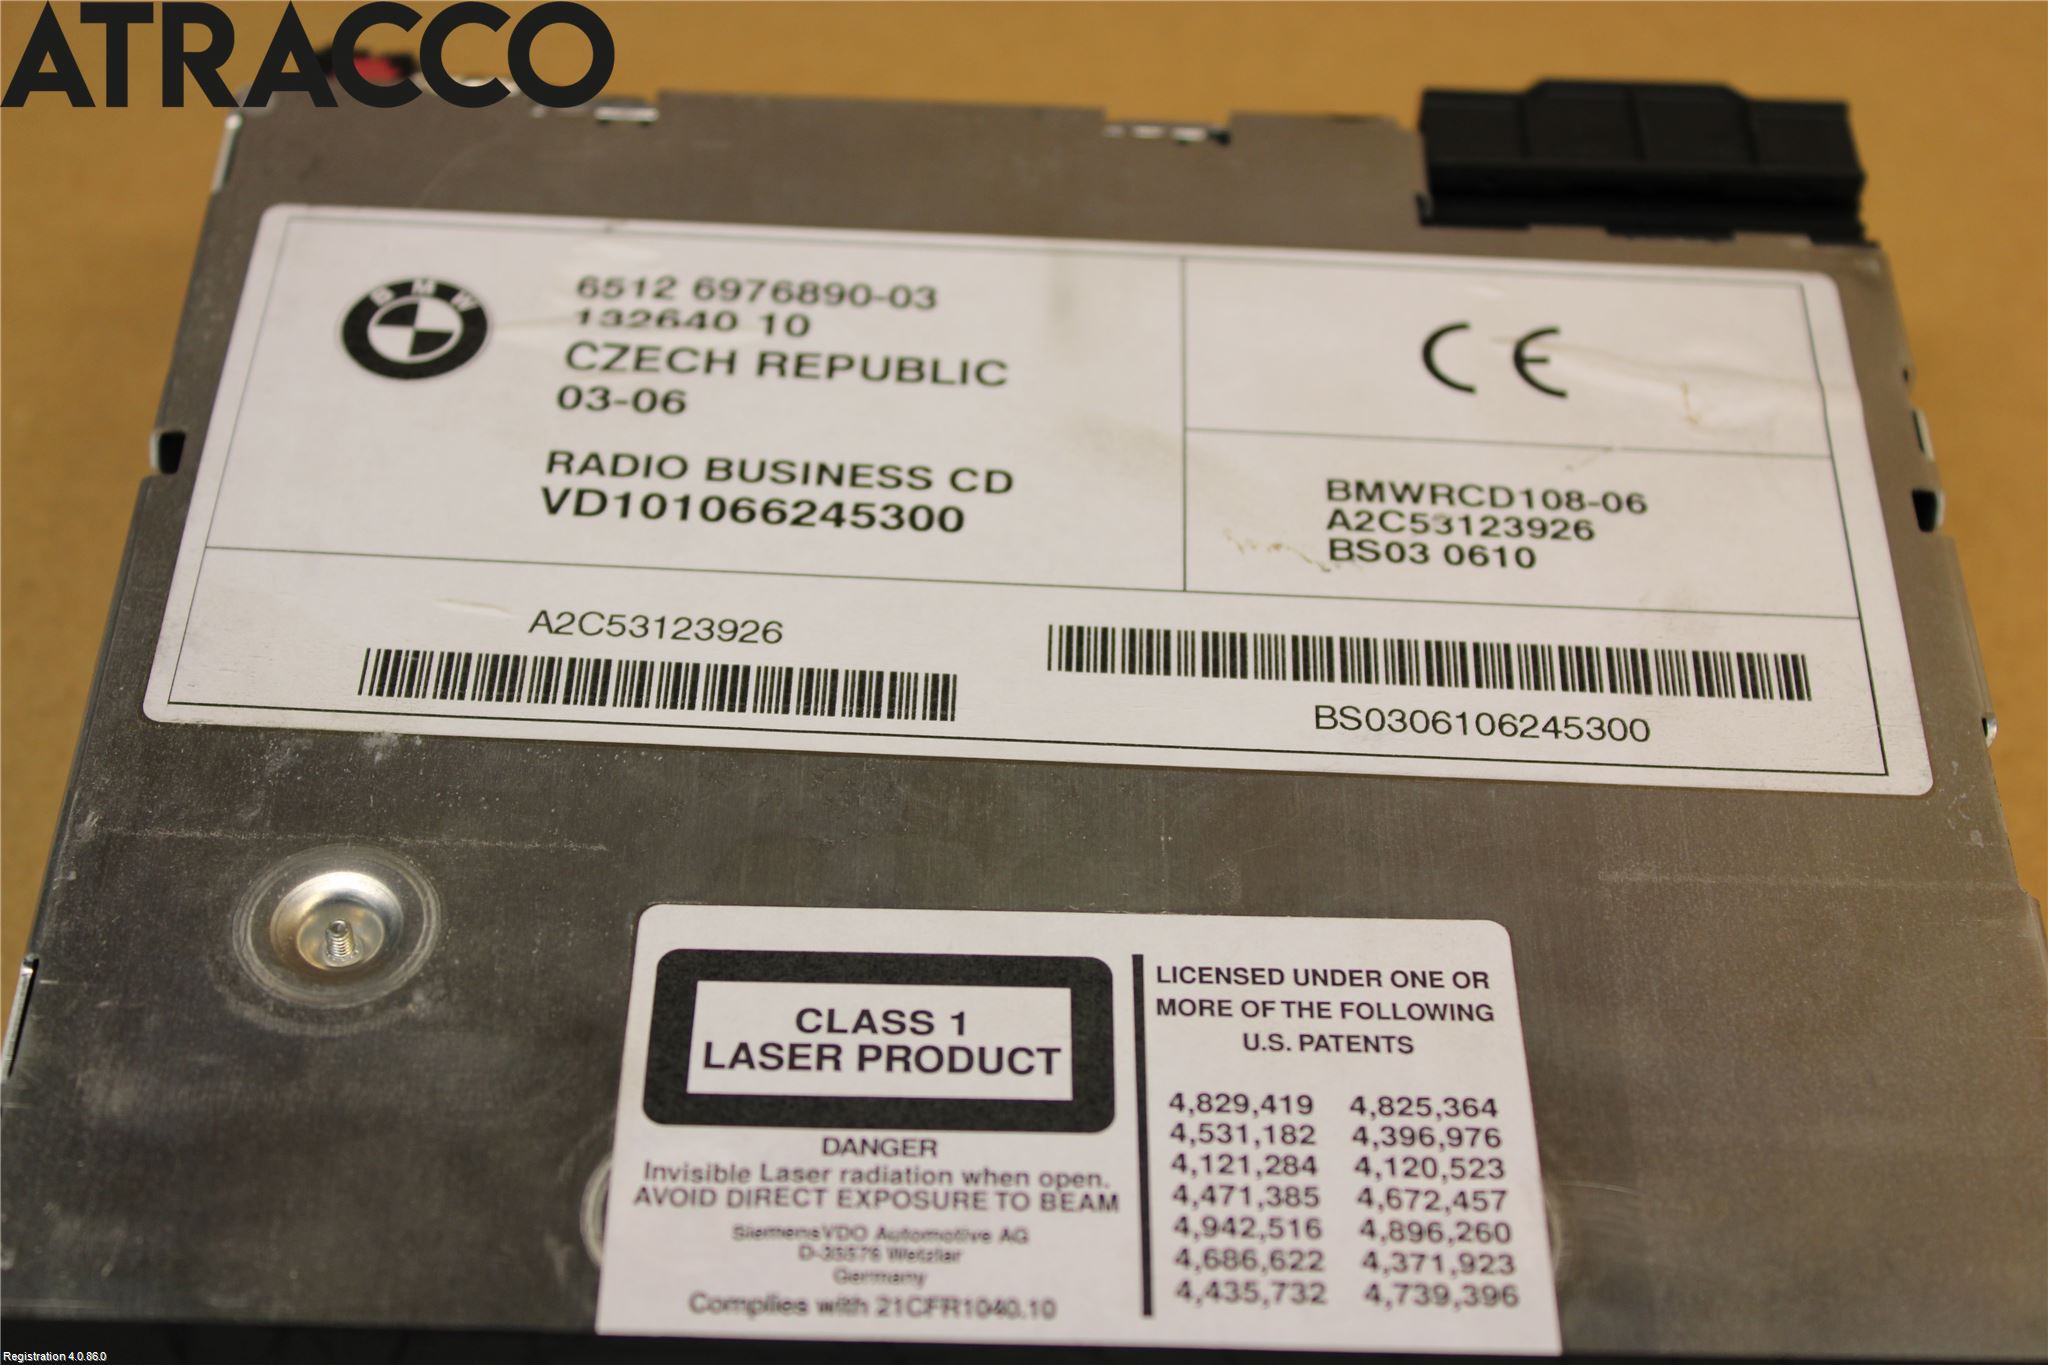 ATRACCO
BMW
6512 6976890-03
132640 10
CZECH REPUBLIC
03-06
RADIO BUSINESS CD
VD101066245300
CE
BMWRCD108-06
A2C53123926
BS03 0610
A2C53123926
BS0306106245300
CLASS 1
LASER PRODUCT
DANGER
Invisible Laser radiation when open.
AVOID DIRECT EXPOSURE TO BEAM
SiemensVDO Automotive AG
D-35576 Wetzlar
Germany
Complies with 21CFR1040.10
LICENSED UNDER ONE OR
MORE OF THE FOLLOWING
U.S. PATENTS
4,829,419 4,825,364
4,531,182 4,396,976
4,121,284 4,120,523
4,471,385 4,672,457
4,942,516 4,896,260
4,686,622 4,371,923
4,435,732 4,739,396
Registration 4.0.86.0